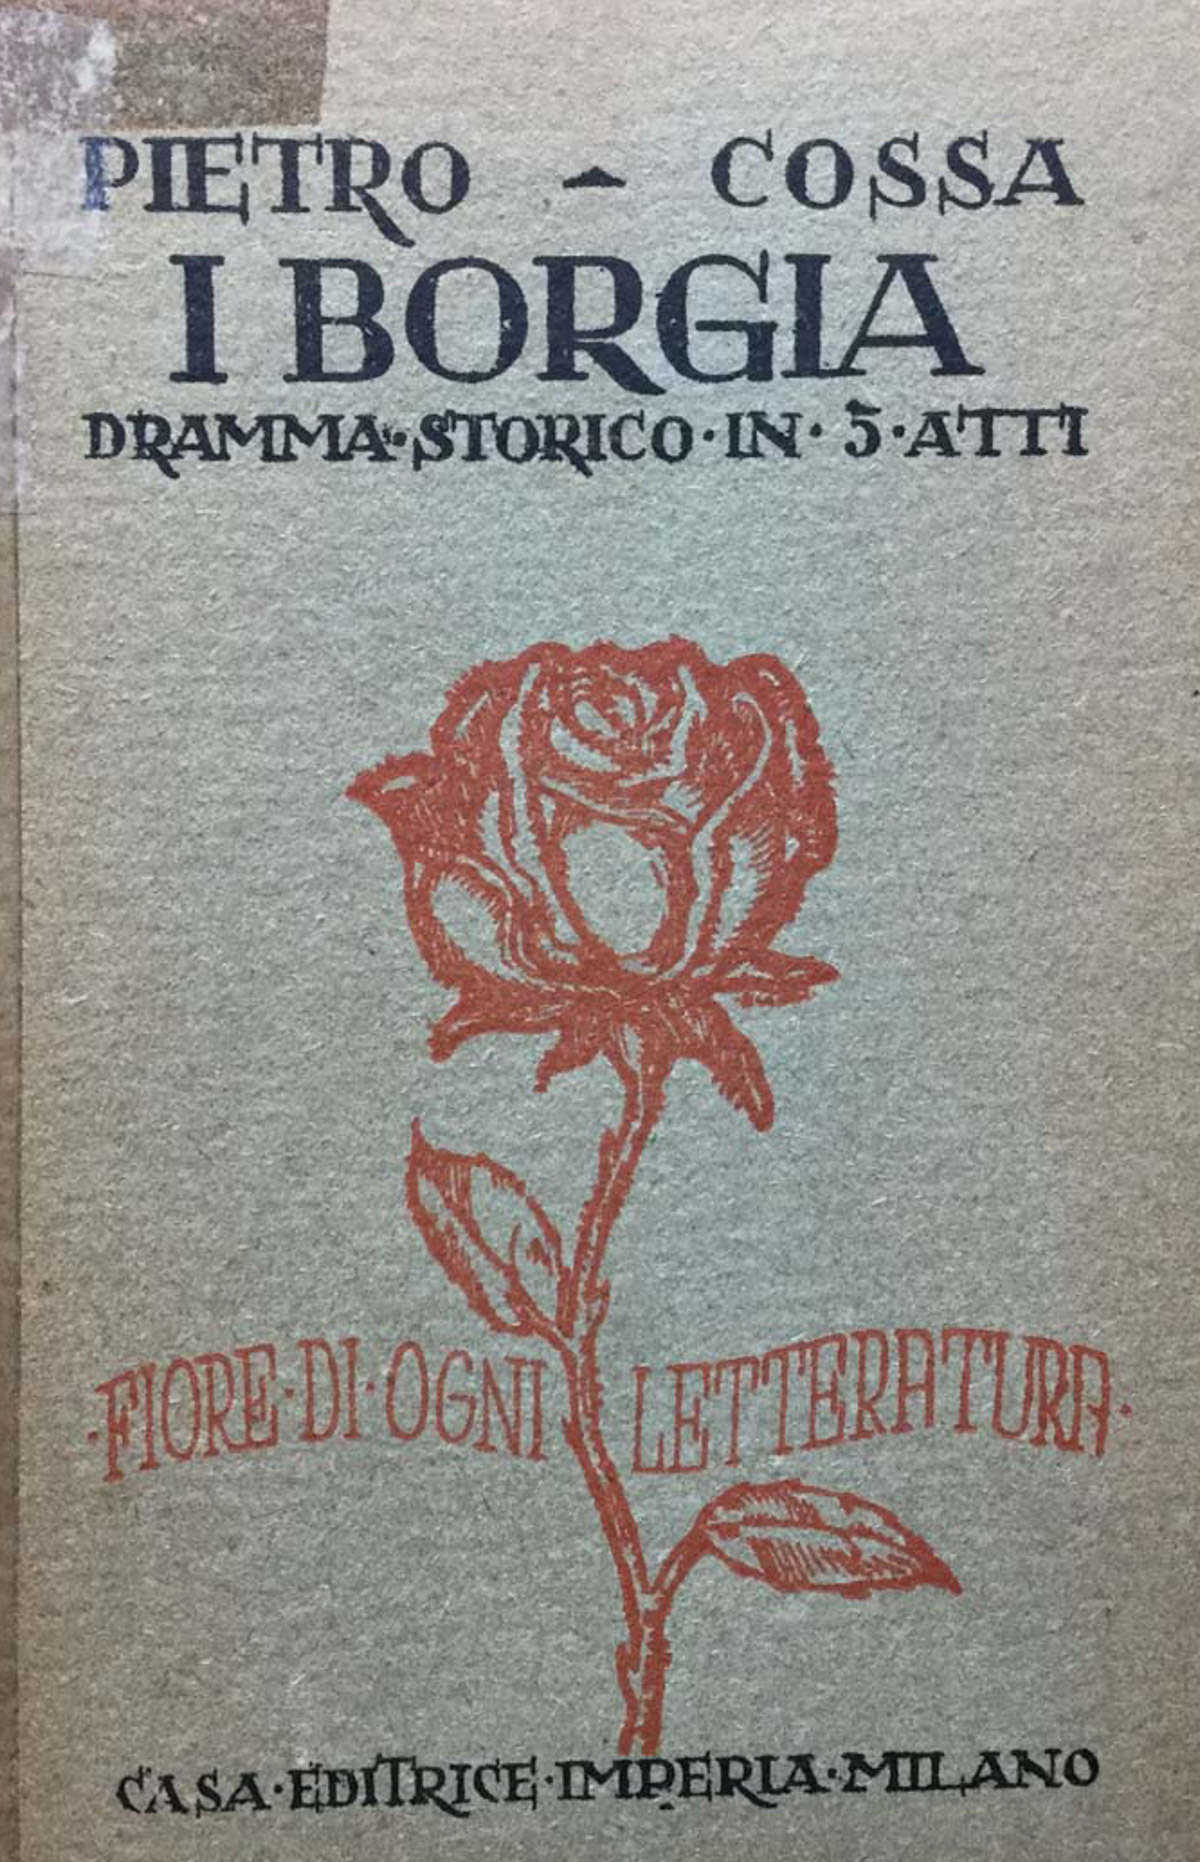 PIETRO - COSSA
I BORGIA
DRAMMA·STORICO·IN·5·ATTI
·FIORE·DI·OGNI LETTERATURA·
CASA·EDITRICE·IMPERIA·MILANO